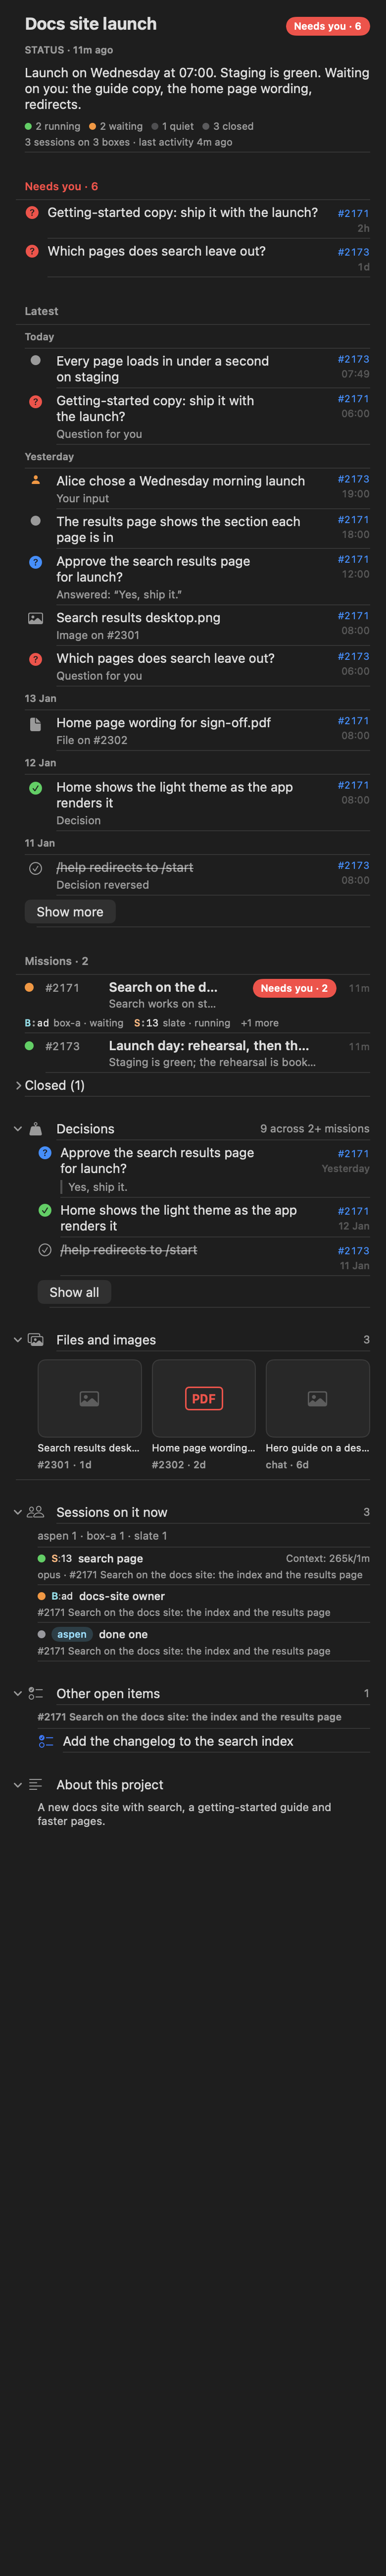 Docs site launch
Needs you · 6
STATUS · 11m ago
Launch on Wednesday at 07:00. Staging is green. Waiting
on you: the guide copy, the home page wording,
redirects.
2 running 2 waiting 1 quiet 3 closed
3 sessions on 3 boxes · last activity 4m ago
Needs you · 6
Getting-started copy: ship it with the launch? #2171
2h
Which pages does search leave out? #2173
1d
Latest
Today
Every page loads in under a second #2173
on staging 07:49
Getting-started copy: ship it with #2171
the launch? 06:00
Question for you
Yesterday
Alice chose a Wednesday morning launch #2173
Your input 19:00
The results page shows the section each #2171
page is in 18:00
Approve the search results page #2171
for launch? 12:00
Answered: “Yes, ship it.”
Search results desktop.png #2171
Image on #2301 08:00
Which pages does search leave out? #2173
Question for you 06:00
13 Jan
Home page wording for sign-off.pdf #2171
File on #2302 08:00
12 Jan
Home shows the light theme as the app #2171
renders it 08:00
Decision
11 Jan
/help redirects to /start #2173
Decision reversed 08:00
Show more
Missions · 2
#2171 Search on the d... Needs you · 2 11m
Search works on st...
B:ad box-a · waiting S:13 slate · running +1 more
#2173 Launch day: rehearsal, then th... 11m
Staging is green; the rehearsal is book...
Closed (1)
Decisions 9 across 2+ missions
Approve the search results page #2171
for launch? Yesterday
Yes, ship it.
Home shows the light theme as the app #2171
renders it 12 Jan
/help redirects to /start #2173
11 Jan
Show all
Files and images 3
PDF
Search results desk... Home page wording... Hero guide on a des...
#2301 · 1d #2302 · 2d chat · 6d
Sessions on it now 3
aspen 1 · box-a 1 · slate 1
S:13 search page Context: 265k/1m
opus · #2171 Search on the docs site: the index and the results page
B:ad docs-site owner
#2171 Search on the docs site: the index and the results page
aspen done one
#2171 Search on the docs site: the index and the results page
Other open items 1
#2171 Search on the docs site: the index and the results page
Add the changelog to the search index
About this project
A new docs site with search, a getting-started guide and
faster pages.